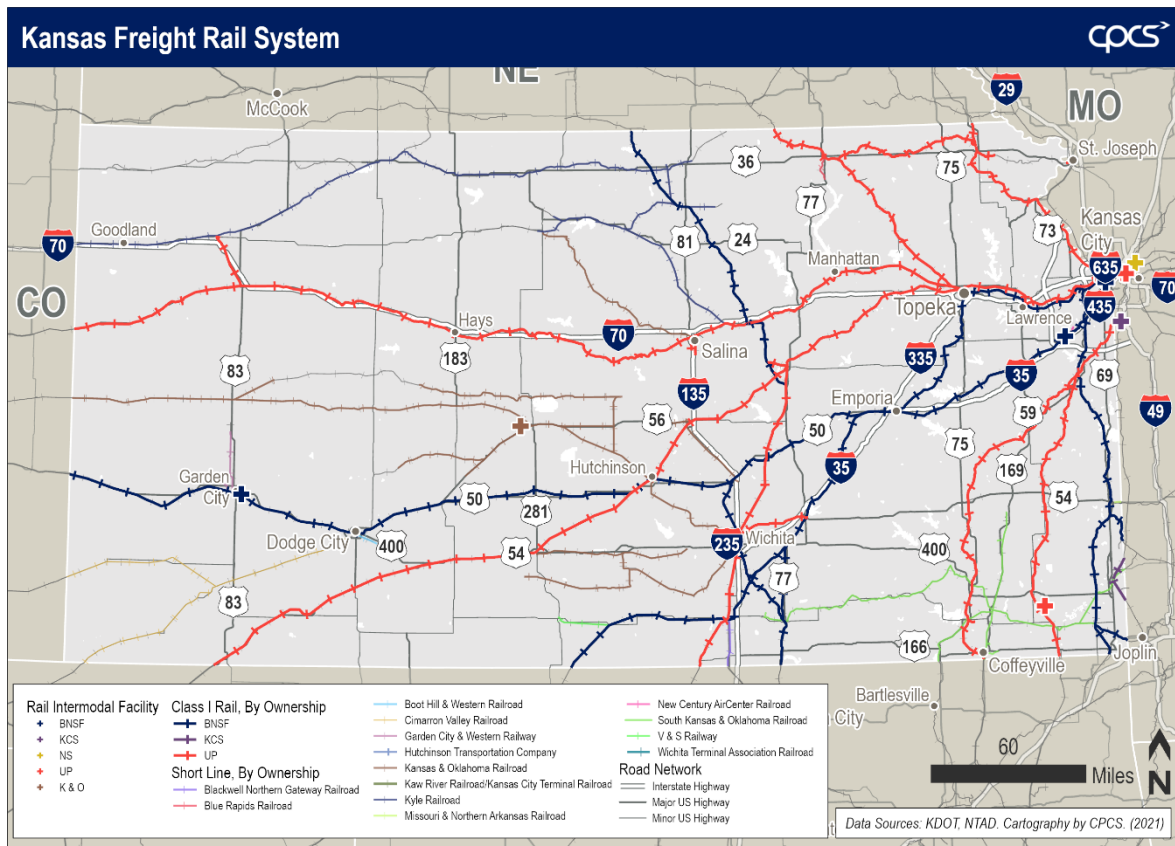 Kansas Freight Rail System
cpcs
NE
McCook
29
MO
St. Joseph
36
75
77
Goodland
70
73
Kansas
City
81
24
Manhattan
635
70
CO
Topeka
Lawrence
435
Hays
70
183
Salina
335
83
135
35
69
Emporia
59
49
56
50
75
169
Hutchinson
35
Garden
City
50
54
281
Dodge City
400
54
235
Wichita
400
77
83
166
Joplin
Coffeyville
Bartlesville
City
Rail Intermodal Facility
BNSF
KCS
NS
UP
K & O
Class I Rail, By Ownership
BNSF
KCS
UP
Short Line, By Ownership
Blackwell Northern Gateway Railroad
Blue Rapids Railroad
Boot Hill & Western Railroad
Cimarron Valley Railroad
Garden City & Western Railway
Hutchinson Transportation Company
Kansas & Oklahoma Railroad
Kaw River Railroad/Kansas City Terminal Railroad
Kyle Railroad
Missouri & Northern Arkansas Railroad
New Century AirCenter Railroad
South Kansas & Oklahoma Railroad
V & S Railway
Wichita Terminal Association Railroad
Road Network
Interstate Highway
Major US Highway
Minor US Highway
60
Miles
N
Data Sources: KDOT, NTAD. Cartography by CPCS. (2021)